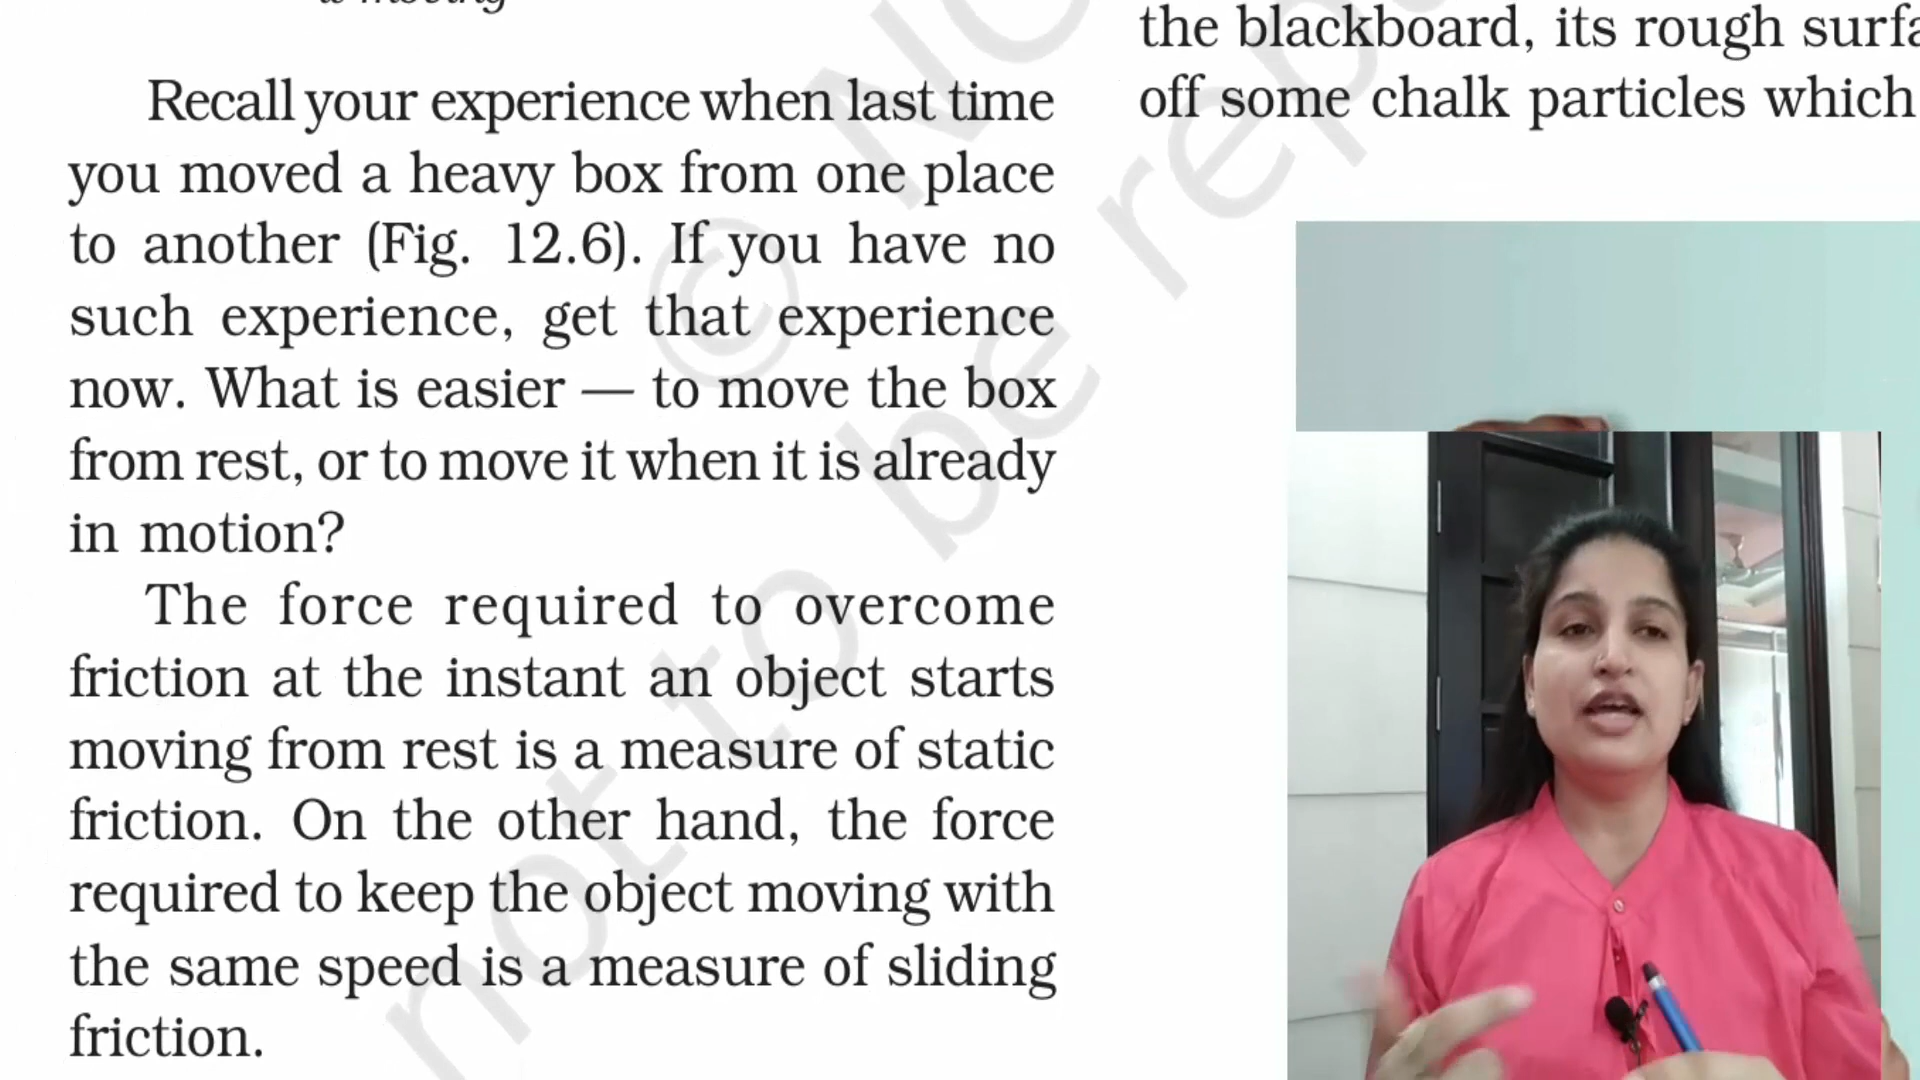 a moving
Recall your experience when last time
you moved a heavy box from one place
to another (Fig. 12.6). If you have no
such experience, get that experience
now. What is easier — to move the box
from rest, or to move it when it is already
in motion?
The force required to overcome
friction at the instant an object starts
moving from rest is a measure of static
friction. On the other hand, the force
required to keep the object moving with
the same speed is a measure of sliding
friction.
the blackboard, its rough
off some chalk particles which
© 
not to be